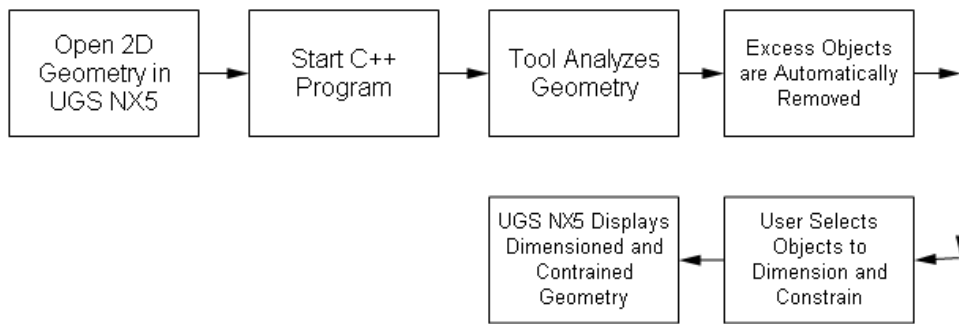 Open 2D
Geometry in
UGS NX5
Start C++
Program
Tool Analyzes
Geometry
Excess Objects
are Automatically
Removed
User Selects
Objects to
Dimension and
Constrain
UGS NX5 Displays
Dimensioned and
Contrained
Geometry